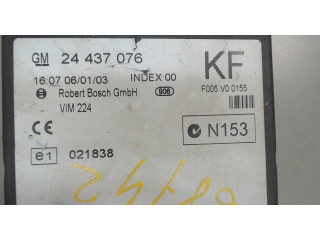 GM 24 437 076
KF
16:07 06/01/03 INDEX 00
Robert Bosch GmbH 906
F005 V0 0155
VIM 224
CE
N153
e1 021838